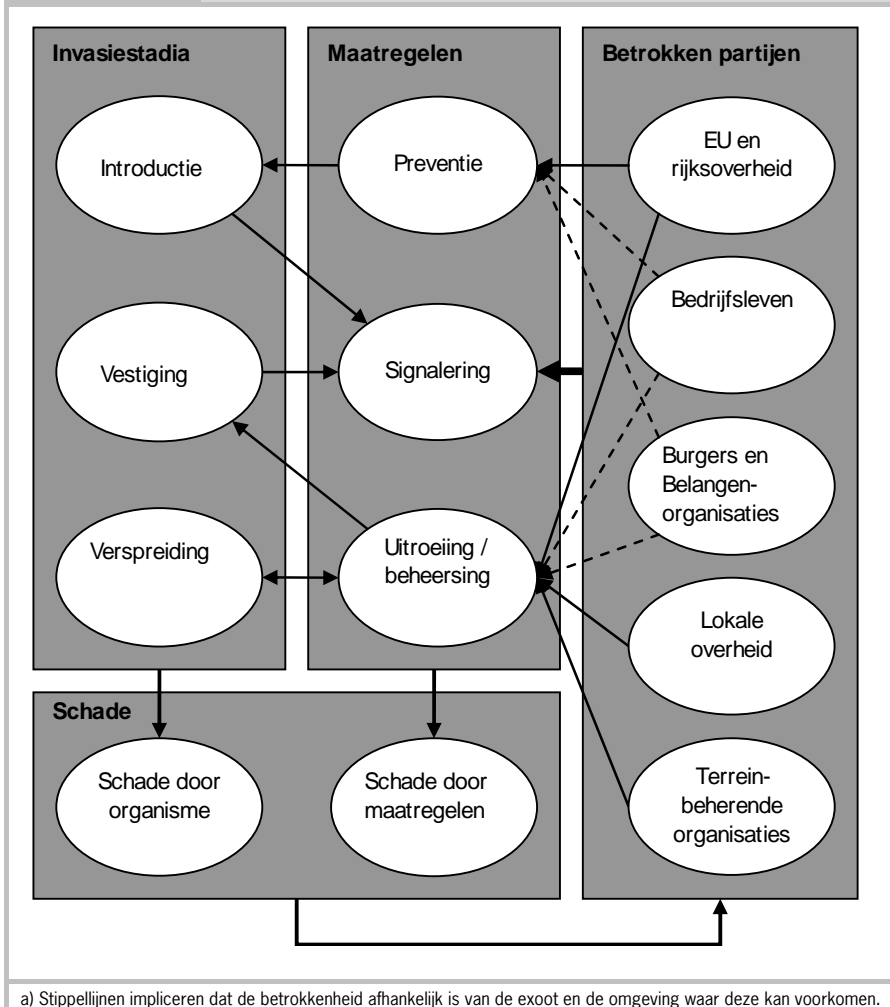 Invasiestadia
Introductie
Vestiging
Verspreiding
Maatregelen
Preventie
Signalering
Uitroeiing /
beheersing
Betrokken partijen
EU en
rijksoverheid
Bedrijfsleven
Burgers en
Belangen-
organisaties
Lokale
overheid
Terrein-
beherende
organisaties
Schade
Schade door
organisme
Schade door
maatregelen
a) Stippellijnen impliceren dat de betrokkenheid afhankelijk is van de exoot en de omgeving waar deze kan voorkomen.